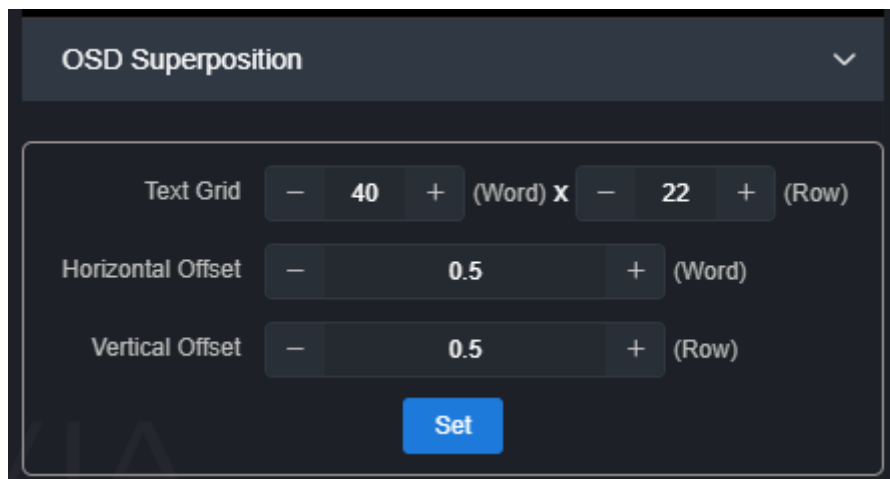 OSD Superposition
Text Grid − 40 + (Word) X − 22 + (Row)
Horizontal Offset − 0.5 + (Word)
Vertical Offset − 0.5 + (Row)
Set